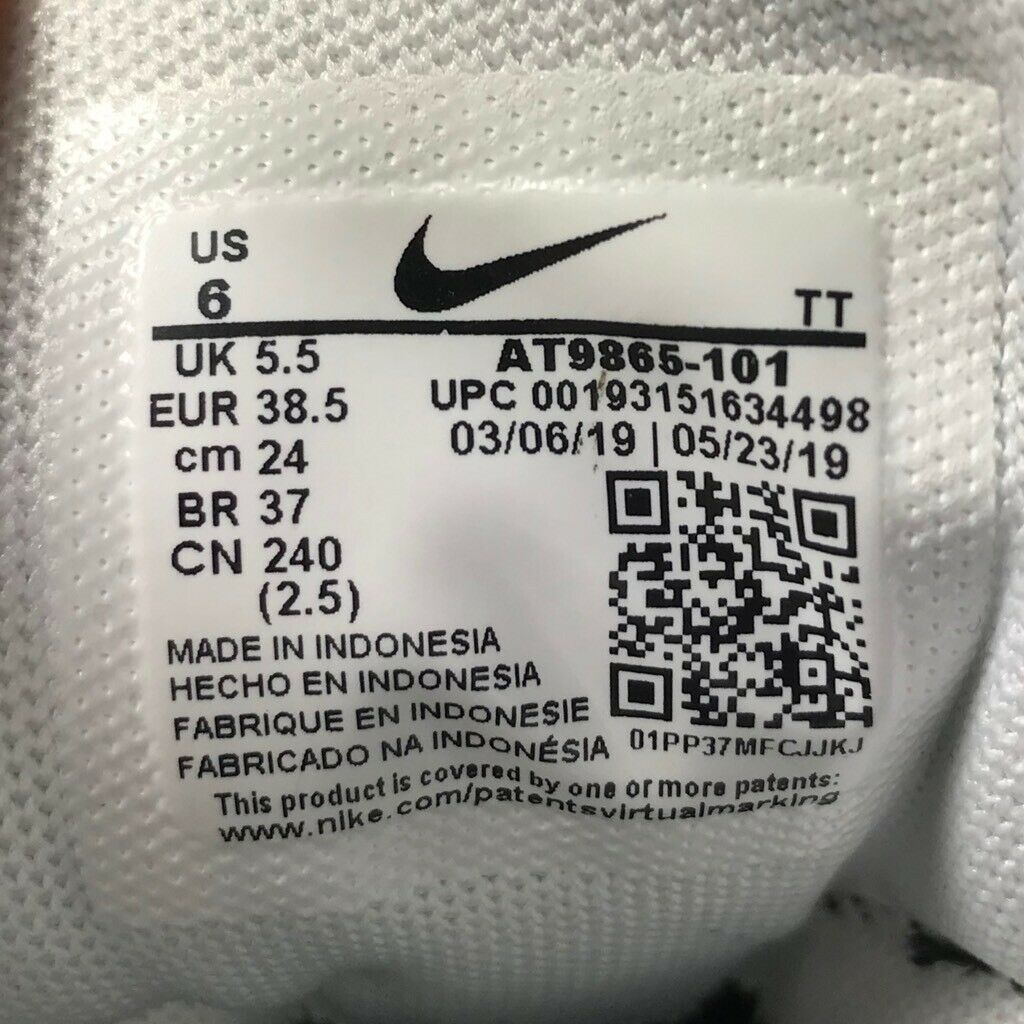 US
6
TT
UK 5.5
EUR 38.5
cm 24
BR 37
CN 240
(2.5)
AT9865-101
UPC 00193151634498
03/06/19 | 05/23/19
MADE IN INDONESIA
HECHO EN INDONESIA
FABRIQUE EN INDONESIE
FABRICADO NA INDONÉSIA
01PP37MFCJJKJ
This product is covered by one or more patents:
www.nike.com/patentsvirtualmarking